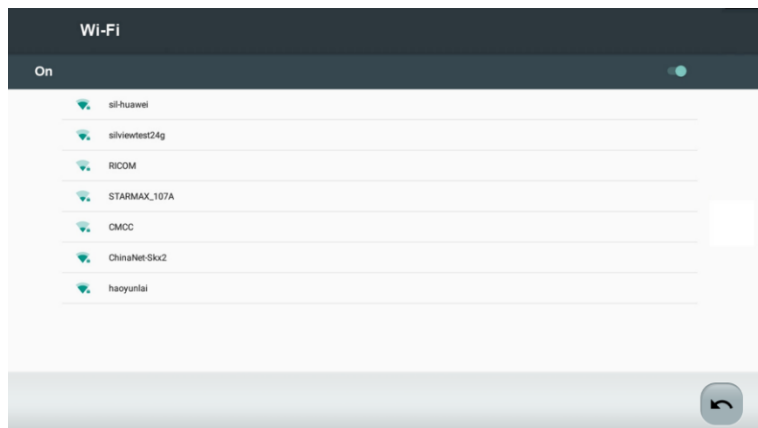 Wi-Fi
On
sil-huawei
silviewtest24g
RICOM
STARMAX_107A
CMCC
ChinaNet-Skx2
haoyunlai